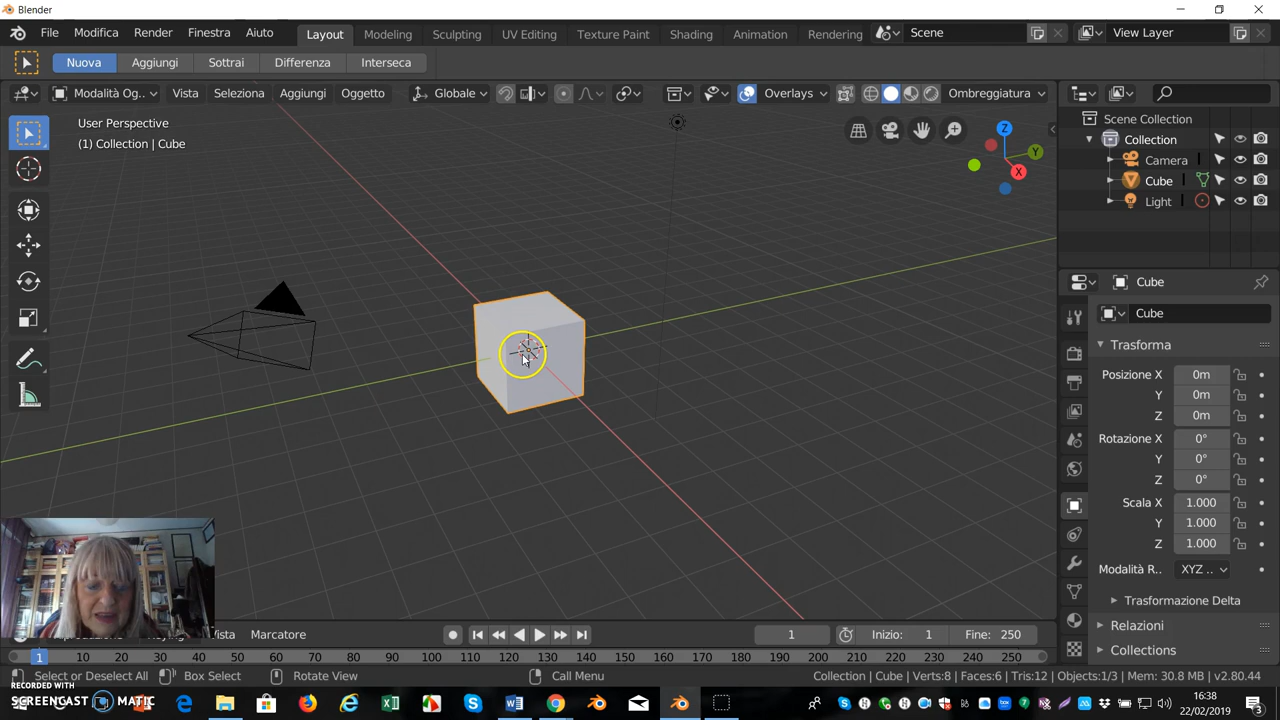 Blender
File Modifica Render Finestra Aiuto Layout Modeling Sculpting UV Editing Texture Paint Shading Animation Rendering Scene View Layer
Nuova Aggiungi Sottrai Differenza Interseca
Modalità Og... Vista Seleziona Aggiungi Oggetto Globale Overlays Ombreggiatura
User Perspective
(1) Collection | Cube
Z
Y
X
Scene Collection
Collection
Camera
Cube
Light
Cube
Cube
Trasforma
Posizione X 0m
Y 0m
Z 0m
Rotazione X 0°
Y 0°
Z 0°
Scala X 1.000
Y 1.000
Z 1.000
Modalità R.. XYZ ..
Trasformazione Delta
Relazioni
Collections
Vista Marcatore 1 Inizio: 1 Fine: 250
1 10 20 30 40 50 60 70 80 90 100 110 120 130 140 150 160 170 180 190 200 210 220 230 240 250
Select or Deselect All Box Select Rotate View Call Menu Collection | Cube | Verts:8 | Faces:6 | Tris:12 | Objects:1/3 | Mem: 30.8 MB | v2.80.44
RECORDED WITH
SCREENCAST MATIC
16:38
22/02/2019
3